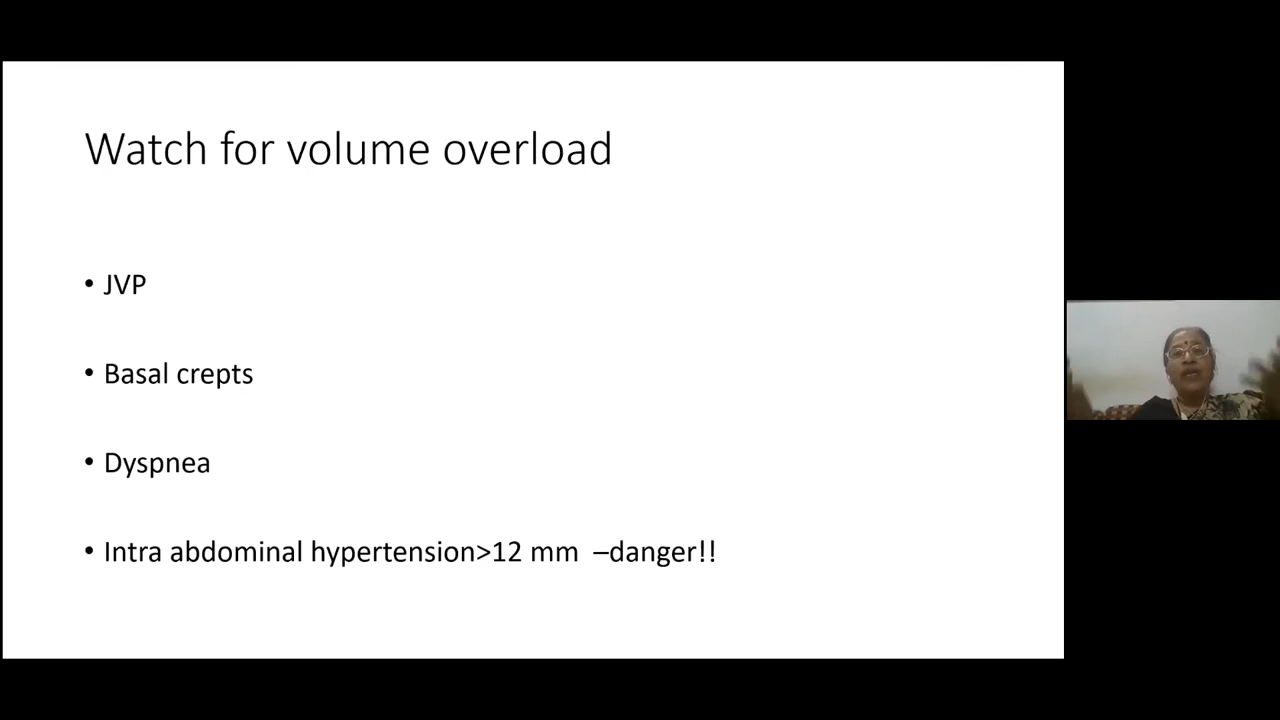 Watch for volume overload
• JVP
• Basal crepts
• Dyspnea
• Intra abdominal hypertension>12 mm  –danger!!